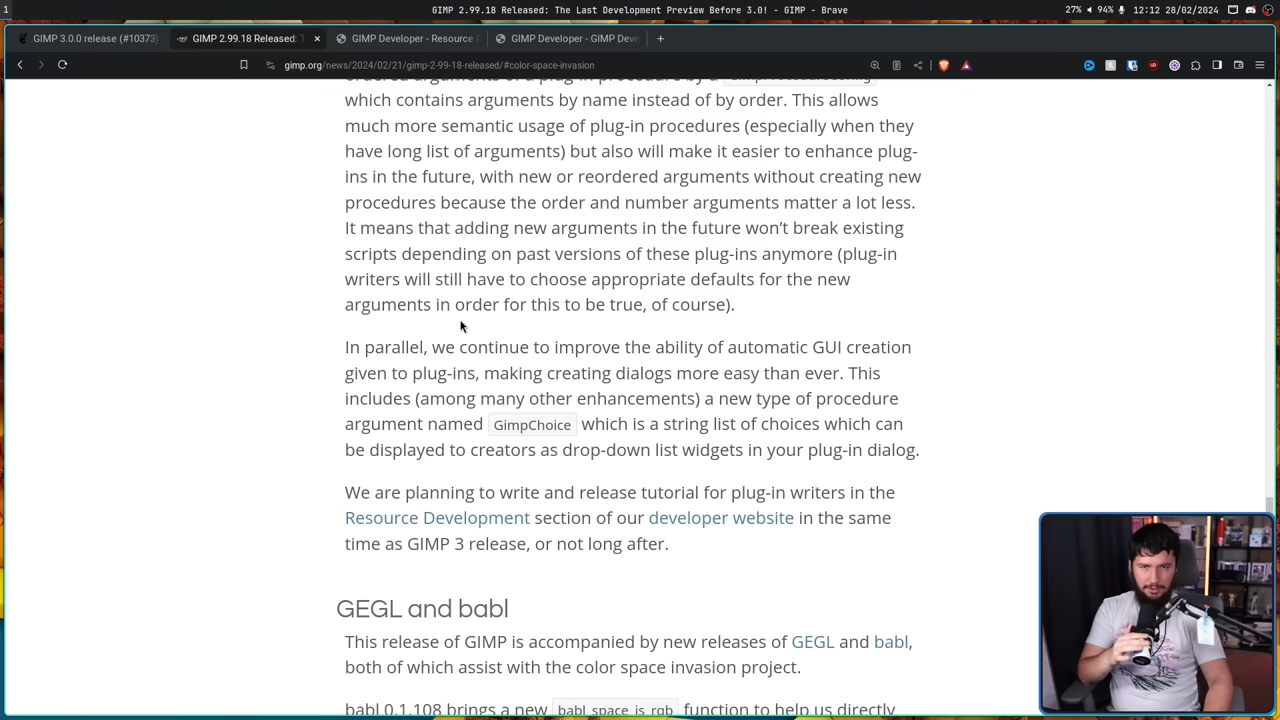 1
GIMP 2.99.18 Released: The Last Development Preview Before 3.0! - GIMP - Brave
27%
94%
12:12 28/02/2024
GIMP 3.0.0 release (#10373)
GIMP 2.99.18 Released: T
GIMP Developer - Resource D
GIMP Developer - GIMP Deve
gimp.org/news/2024/02/21/gimp-2-99-18-released/#color-space-invasion
which contains arguments by name instead of by order. This allows
much more semantic usage of plug-in procedures (especially when they
have long list of arguments) but also will make it easier to enhance plug-
ins in the future, with new or reordered arguments without creating new
procedures because the order and number arguments matter a lot less.
It means that adding new arguments in the future won’t break existing
scripts depending on past versions of these plug-ins anymore (plug-in
writers will still have to choose appropriate defaults for the new
arguments in order for this to be true, of course).
In parallel, we continue to improve the ability of automatic GUI creation
given to plug-ins, making creating dialogs more easy than ever. This
includes (among many other enhancements) a new type of procedure
argument named GimpChoice which is a string list of choices which can
be displayed to creators as drop-down list widgets in your plug-in dialog.
We are planning to write and release tutorial for plug-in writers in the
Resource Development section of our developer website in the same
time as GIMP 3 release, or not long after.
GEGL and babl
This release of GIMP is accompanied by new releases of GEGL and babl,
both of which assist with the color space invasion project.
babl 0.1.108 brings a new babl_space_is_rgb function to help us directly